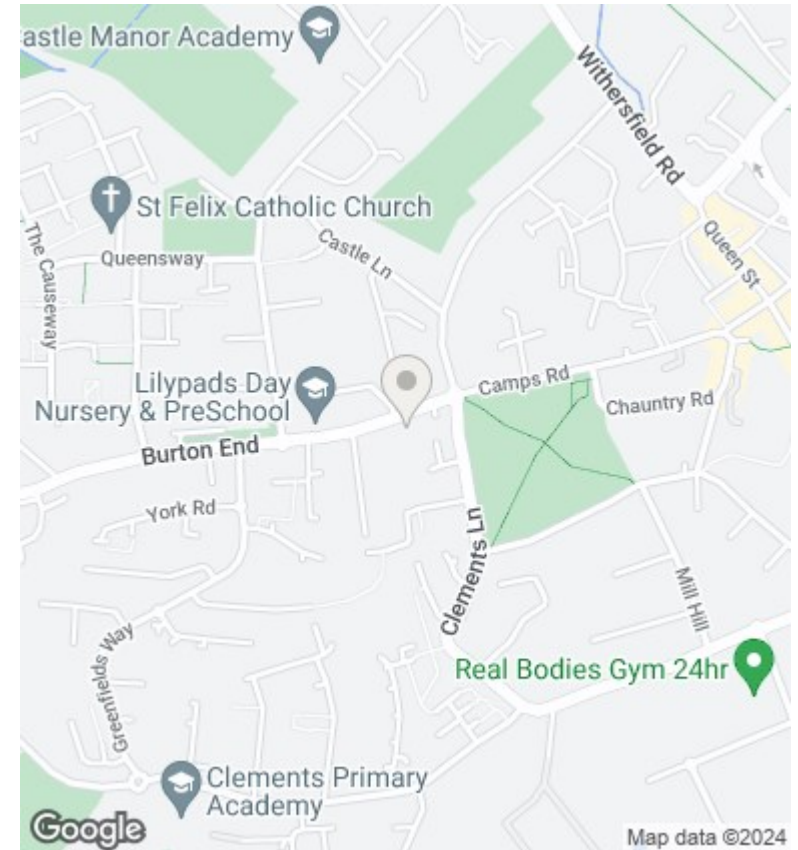 astle Manor Academy
Withersfield Rd
St Felix Catholic Church
The Causeway
Queensway
Castle Ln
Queen St
Lilypads Day
Nursery & PreSchool
Camps Rd
Chauntry Rd
Burton End
York Rd
Clements Ln
Mill Hill
Greenfields Way
Real Bodies Gym 24hr
Clements Primary
Academy
Google
Map data ©2024